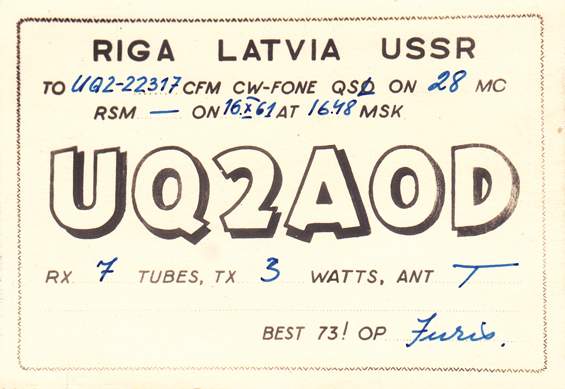 RIGA LATVIA USSR
TO UQ2-22317 CFM CW-FONE QSL ON 28 MC
RSM — ON 16.X.61 AT 16.48 MSK
UQ2AOD
RX 7 TUBES, TX 3 WATTS, ANT T
BEST 73! OP Juris.